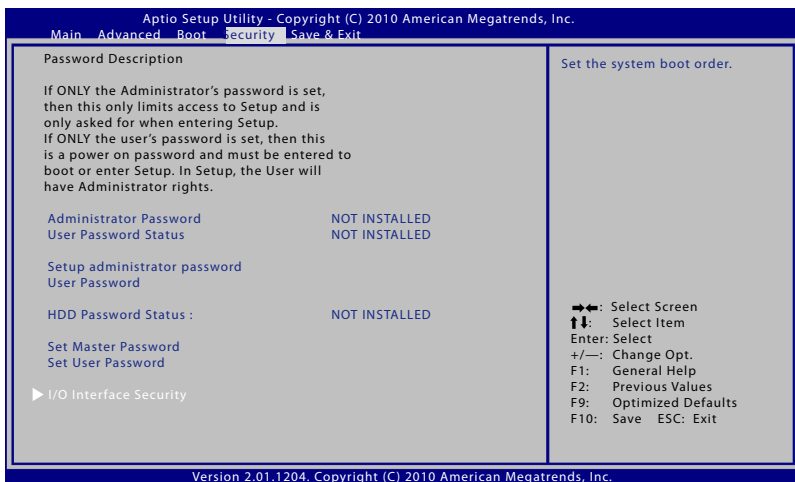 Aptio Setup Utility - Copyright (C) 2010 American Megatrends, Inc.
Main Advanced Boot Security Save & Exit
Password Description
If ONLY the Administrator's password is set,
then this only limits access to Setup and is
only asked for when entering Setup.
If ONLY the user's password is set, then this
is a power on password and must be entered to
boot or enter Setup. In Setup, the User will
have Administrator rights.
Administrator Password NOT INSTALLED
User Password Status NOT INSTALLED
Setup administrator password
User Password
HDD Password Status : NOT INSTALLED
Set Master Password
Set User Password
▶ I/O Interface Security
Set the system boot order.
➡⬅: Select Screen
⬆⬇: Select Item
Enter: Select
+/—: Change Opt.
F1: General Help
F2: Previous Values
F9: Optimized Defaults
F10: Save ESC: Exit
Version 2.01.1204. Copyright (C) 2010 American Megatrends, Inc.